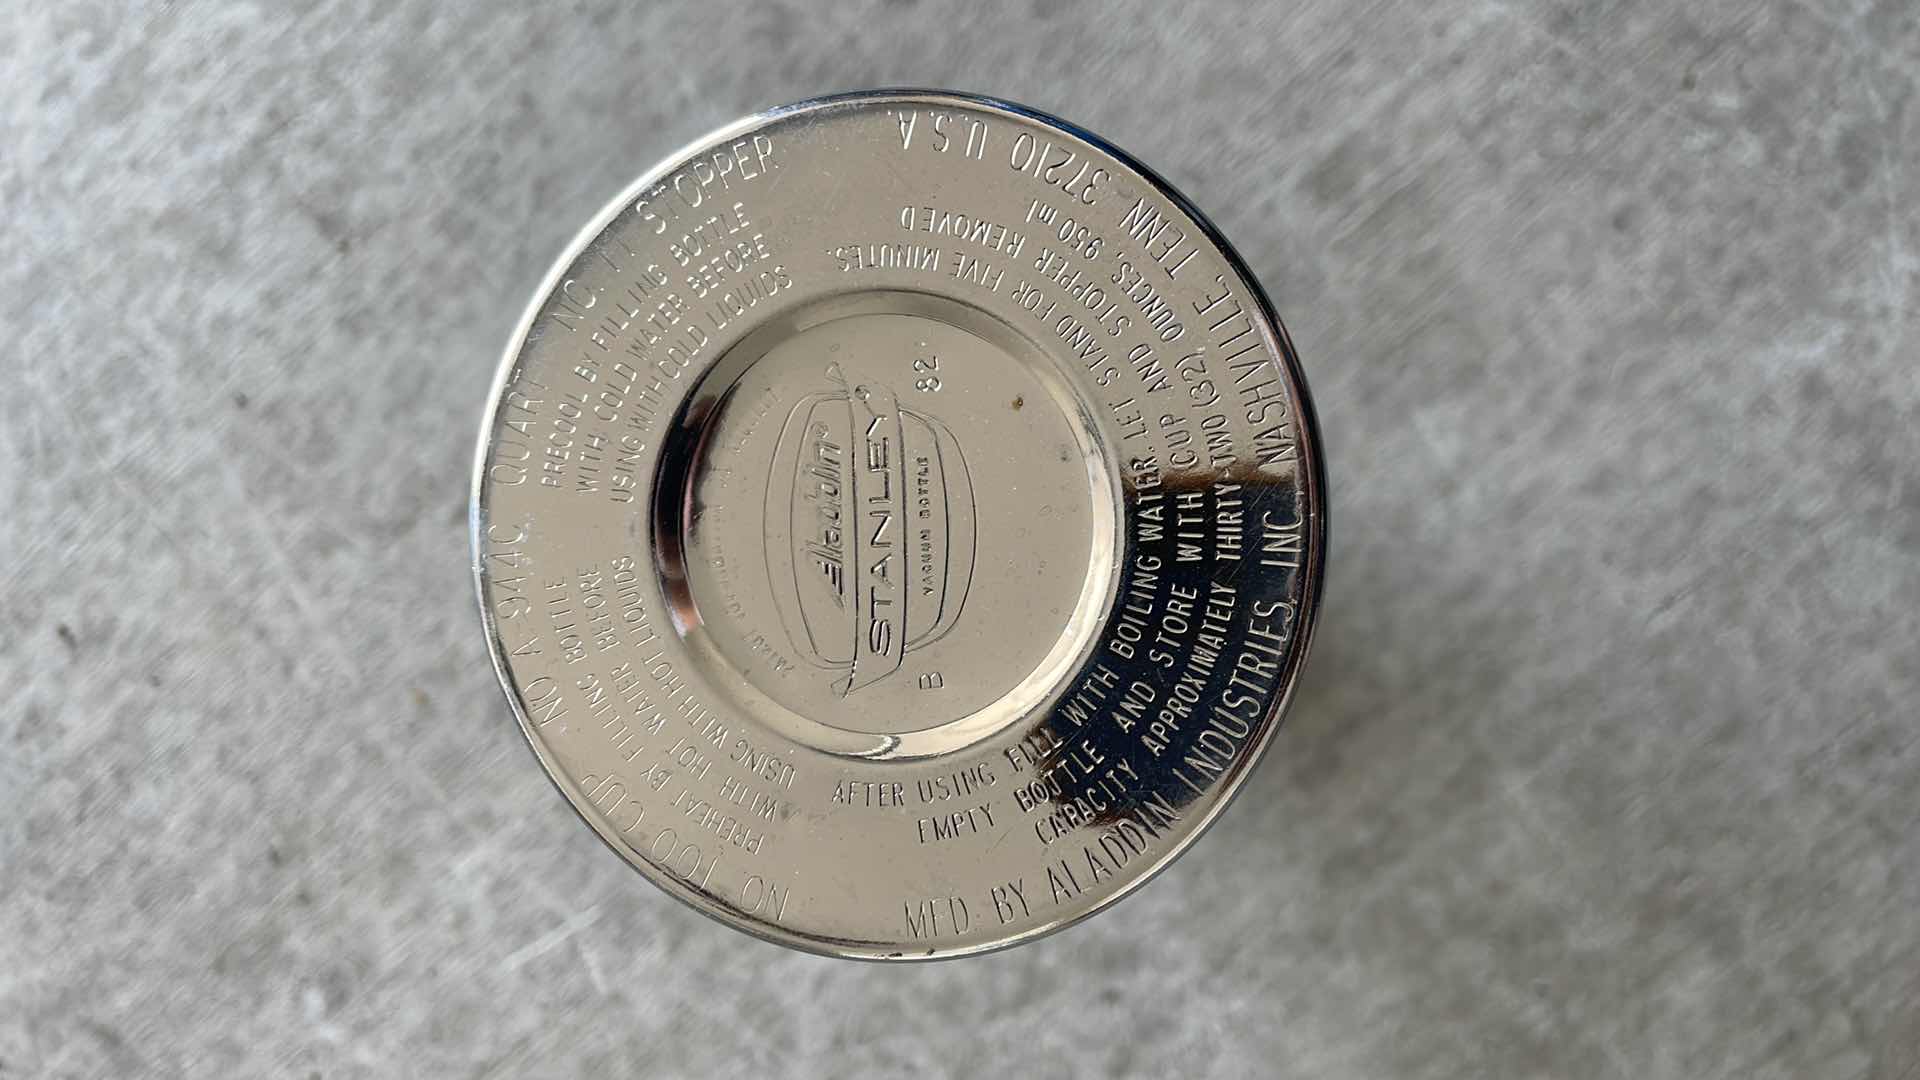 NO. 100 CUP NO A-944C QUART NO. 11 STOPPER
PREHEAT BY FILLING BOTTLE
WITH HOT WATER BEFORE
USING WITH HOT LIQUIDS
PRECOOL BY FILLING BOTTLE
WITH COLD WATER BEFORE
USING WITH COLD LIQUIDS
Aladdin®
STANLEY®
VACUUM BOTTLE
B 82
AFTER USING FILL WITH BOILING WATER. LET STAND FOR FIVE MINUTES.
EMPTY BOTTLE AND STORE WITH CUP AND STOPPER REMOVED
CAPACITY APPROXIMATELY THIRTY-TWO (32) OUNCES, 950 ml
MFD. BY ALADDIN INDUSTRIES, INC. NASHVILLE, TENN 37210 U.S.A.